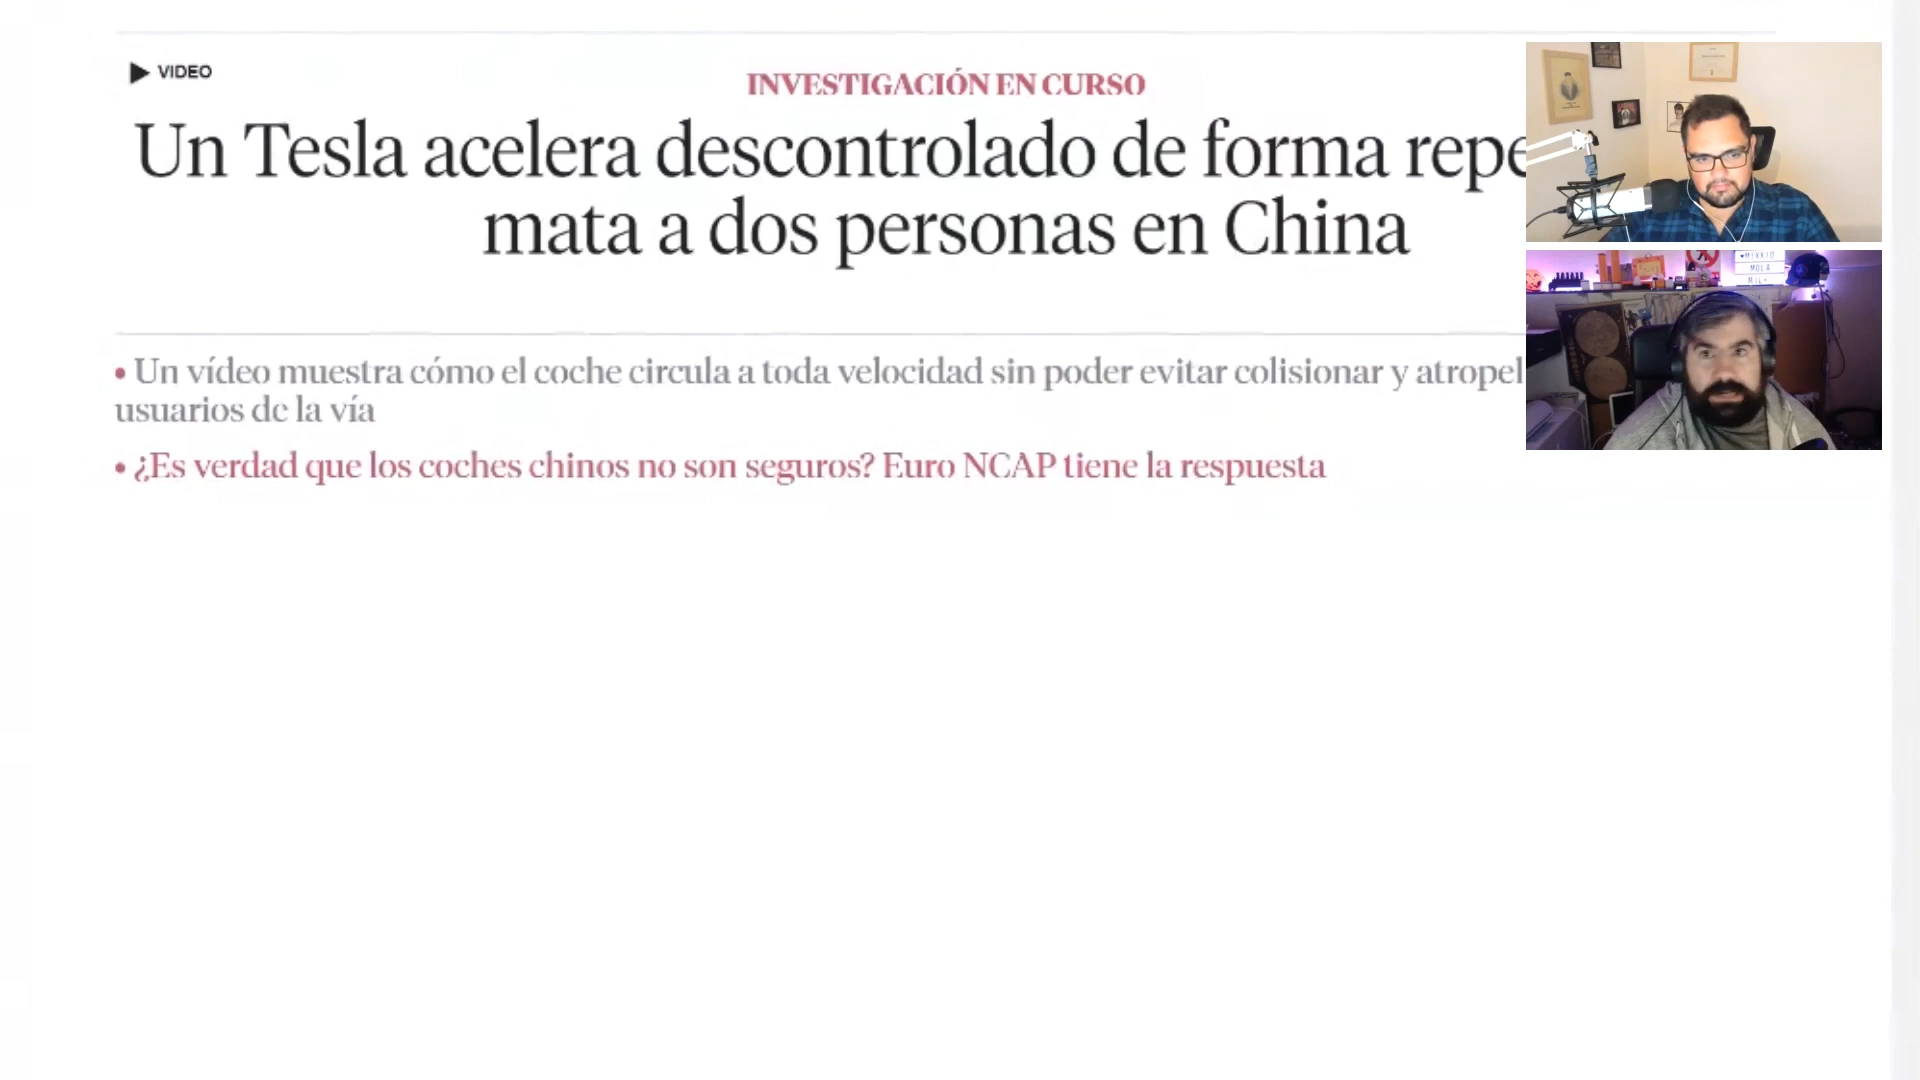 VIDEO
INVESTIGACIÓN EN CURSO
Un Tesla acelera descontrolado de forma repe
mata a dos personas en China
• Un vídeo muestra cómo el coche circula a toda velocidad sin poder evitar colisionar y atropel
usuarios de la vía
• ¿Es verdad que los coches chinos no son seguros? Euro NCAP tiene la respuesta
MOLA